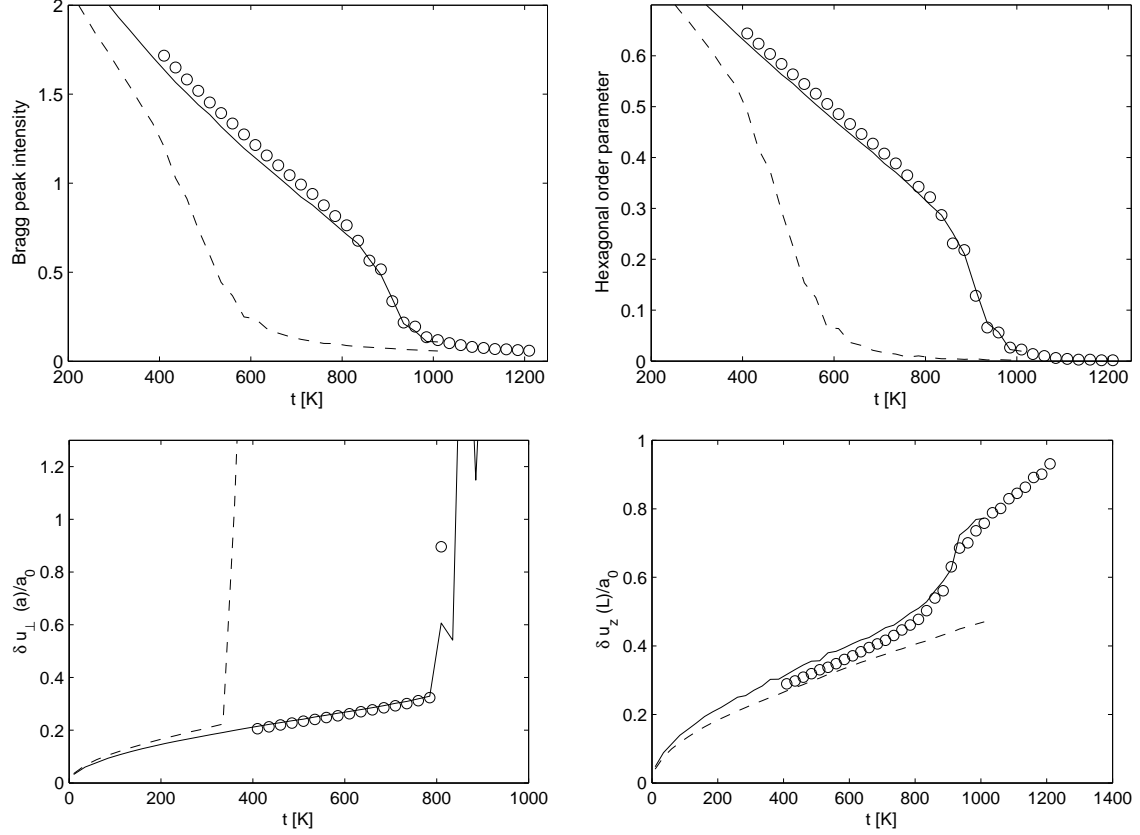 2
1.5
1
0.5
0
200 400 600 800 1000 1200
t [K]
Bragg peak intensity
0.6
0.5
0.4
0.3
0.2
0.1
0
200 400 600 800 1000 1200
t [K]
Hexagonal order parameter
1.2
1
0.8
0.6
0.4
0.2
0
0 200 400 600 800 1000
t [K]
δ u⊥ (a)/a0
1
0.8
0.6
0.4
0.2
0
0 200 400 600 800 1000 1200 1400
t [K]
δ uz (L)/a0